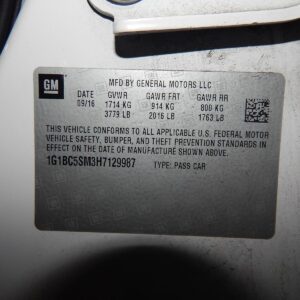 GM
MFD BY GENERAL MOTORS LLC
DATE GVWR GAWR FRT GAWR RR
09/16 1714 KG 914 KG 800 KG
3779 LB 2016 LB 1763 LB
THIS VEHICLE CONFORMS TO ALL APPLICABLE U.S. FEDERAL MOTOR
VEHICLE SAFETY, BUMPER, AND THEFT PREVENTION STANDARDS IN
EFFECT ON THE DATE OF MANUFACTURE SHOWN ABOVE.
1G1BC5SM3H7129987 TYPE: PASS CAR